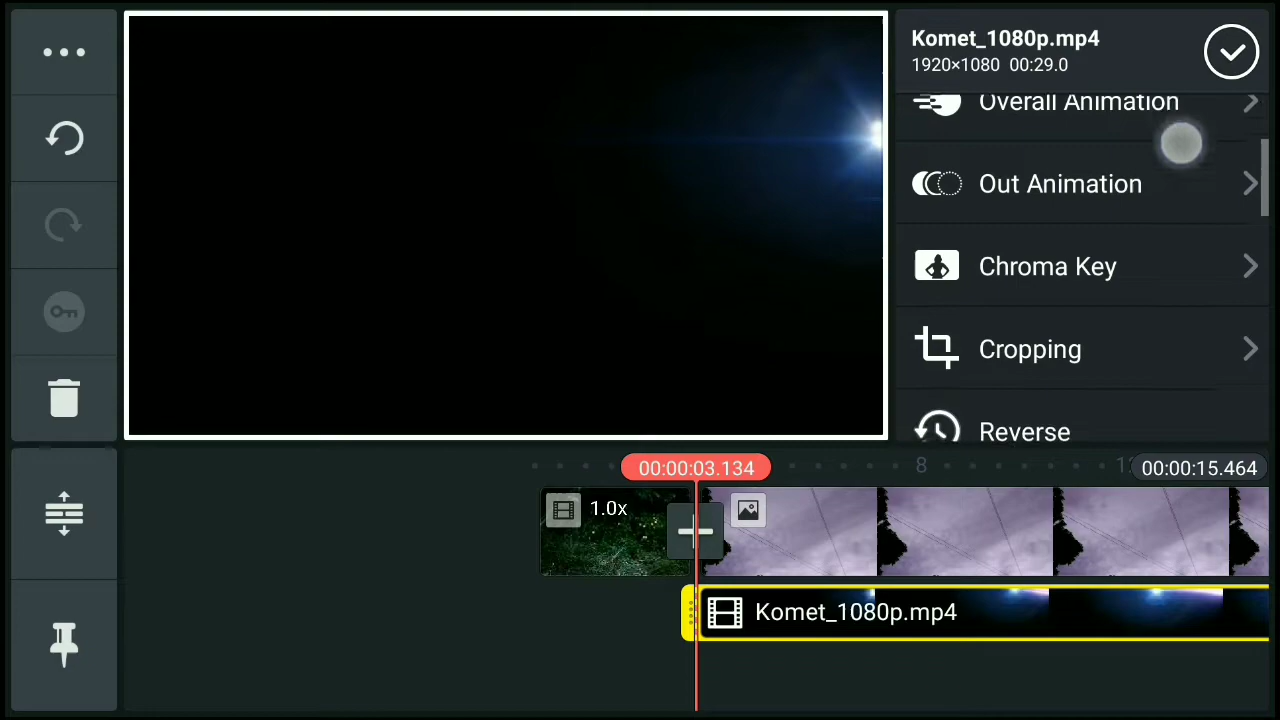 Komet_1080p.mp4
1920×1080 00:29.0
Overall Animation
Out Animation
Chroma Key
Cropping
Reverse
00:00:03.134
8
00:00:15.464
1.0x
Komet_1080p.mp4